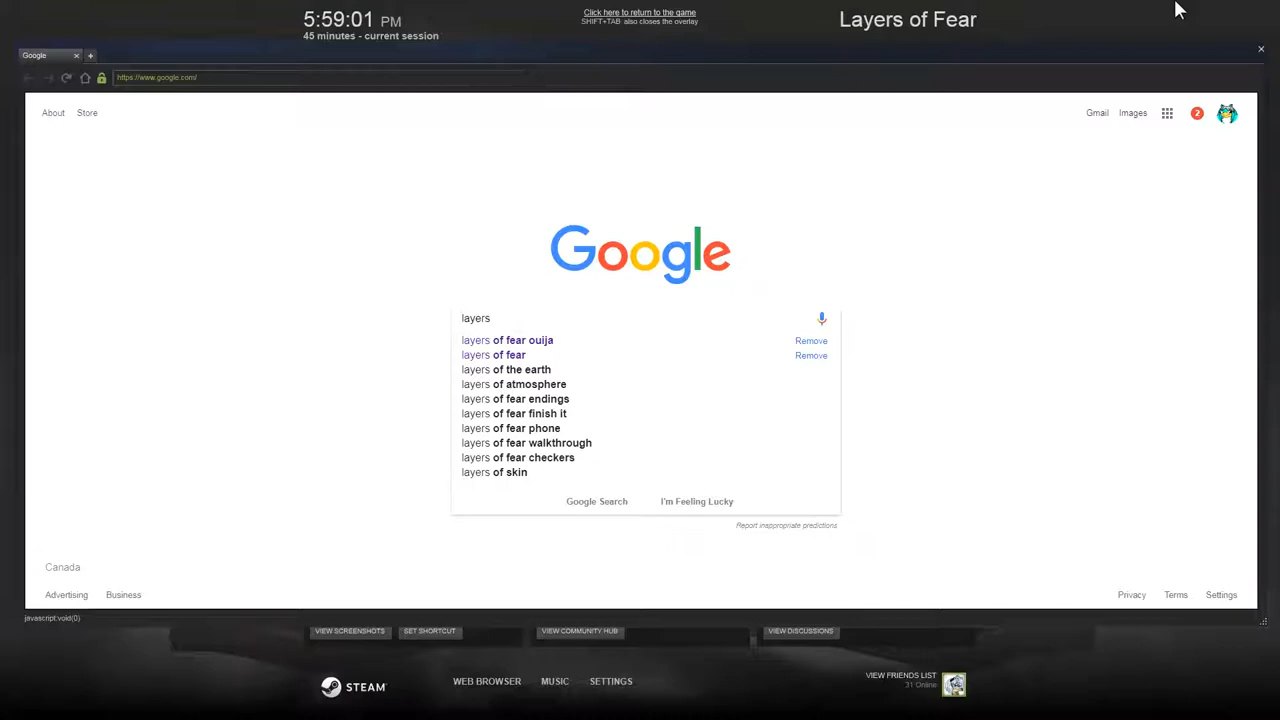 5:59:01 PM
45 minutes - current session
Click here to return to the game
SHIFT+TAB also closes the overlay
Layers of Fear
Google
https://www.google.com/
About Store
Gmail Images 2
Google
layers
layers of fear ouija Remove
layers of fear Remove
layers of the earth
layers of atmosphere
layers of fear endings
layers of fear finish it
layers of fear phone
layers of fear walkthrough
layers of fear checkers
layers of skin
Google Search I'm Feeling Lucky
Report inappropriate predictions
Canada
Advertising Business
Privacy Terms Settings
javascript:void(0)
VIEW SCREENSHOTS SET SHORTCUT VIEW COMMUNITY HUB VIEW DISCUSSIONS
STEAM WEB BROWSER MUSIC SETTINGS
VIEW FRIENDS LIST
31 Online